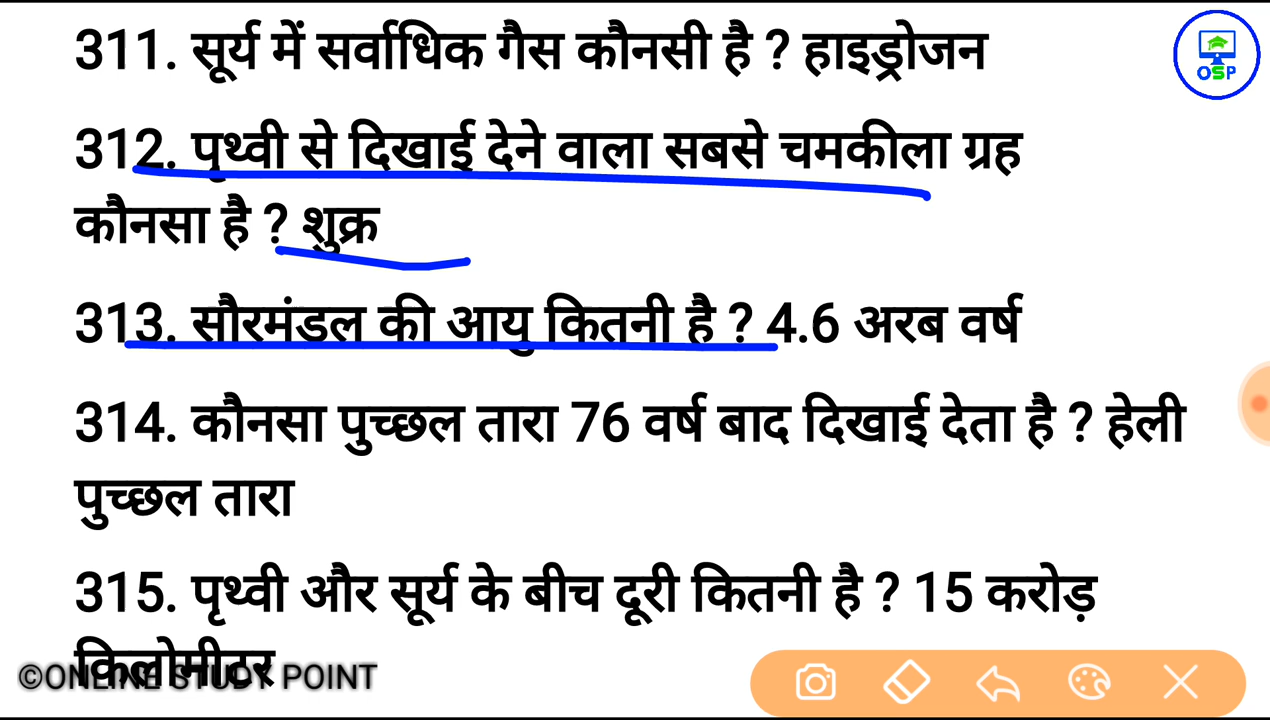 311. सूर्य में सर्वाधिक गैस कौनसी है ? हाइड्रोजन
OSP
312. पृथ्वी से दिखाई देने वाला सबसे चमकीला ग्रह
कौनसा है ? शुक्र
313. सौरमंडल की आयु कितनी है ? 4.6 अरब वर्ष
314. कौनसा पुच्छल तारा 76 वर्ष बाद दिखाई देता है ? हेली
पुच्छल तारा
315. पृथ्वी और सूर्य के बीच दूरी कितनी है ? 15 करोड़
किलोमीटर
©ONLINE STUDY POINT